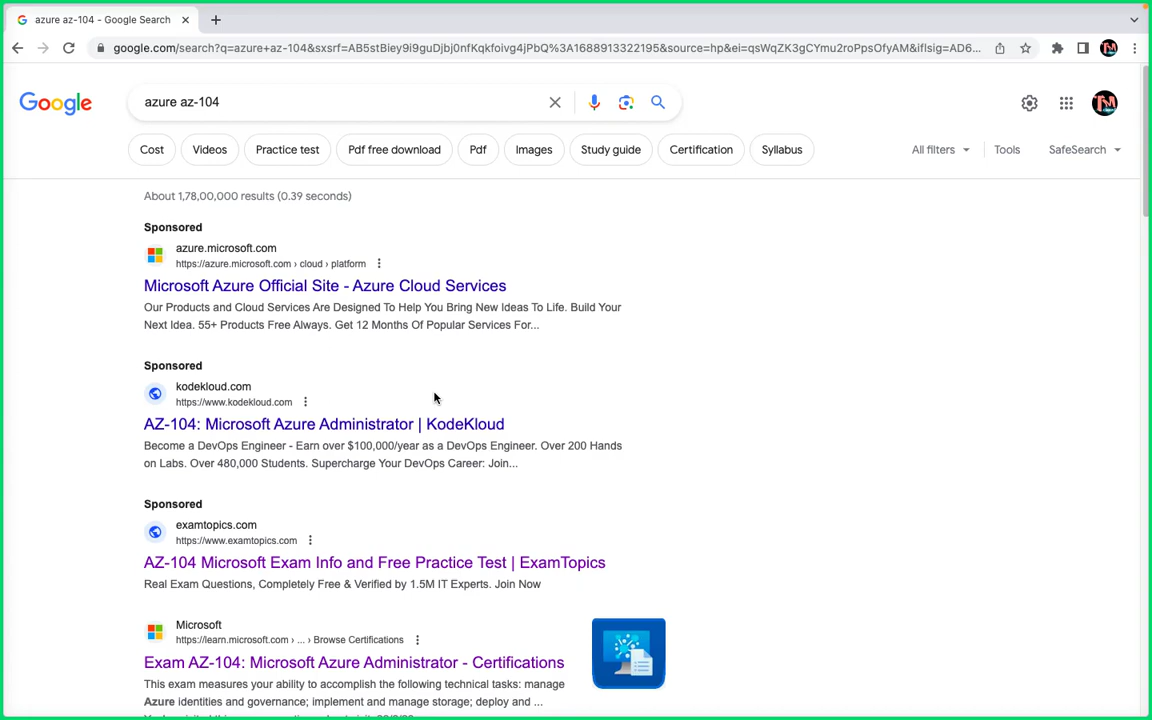 azure az-104 - Google Search
google.com/search?q=azure+az-104&sxsrf=AB5stBiey9i9guDjbj0nfKqkfoivg4jPbQ%3A1688913322195&source=hp&ei=qsWqZK3gCYmu2roPpsOfyAM&iflsig=AD6...
Google
azure az-104
Cost
Videos
Practice test
Pdf free download
Pdf
Images
Study guide
Certification
Syllabus
All filters
Tools
SafeSearch
About 1,78,00,000 results (0.39 seconds)
Sponsored
azure.microsoft.com
https://azure.microsoft.com › cloud › platform
Microsoft Azure Official Site - Azure Cloud Services
Our Products and Cloud Services Are Designed To Help You Bring New Ideas To Life. Build Your
Next Idea. 55+ Products Free Always. Get 12 Months Of Popular Services For...
Sponsored
kodekloud.com
https://www.kodekloud.com
AZ-104: Microsoft Azure Administrator | KodeKloud
Become a DevOps Engineer - Earn over $100,000/year as a DevOps Engineer. Over 200 Hands
on Labs. Over 480,000 Students. Supercharge Your DevOps Career: Join...
Sponsored
examtopics.com
https://www.examtopics.com
AZ-104 Microsoft Exam Info and Free Practice Test | ExamTopics
Real Exam Questions, Completely Free & Verified by 1.5M IT Experts. Join Now
Microsoft
https://learn.microsoft.com › ... › Browse Certifications
Exam AZ-104: Microsoft Azure Administrator - Certifications
This exam measures your ability to accomplish the following technical tasks: manage
Azure identities and governance; implement and manage storage; deploy and ...